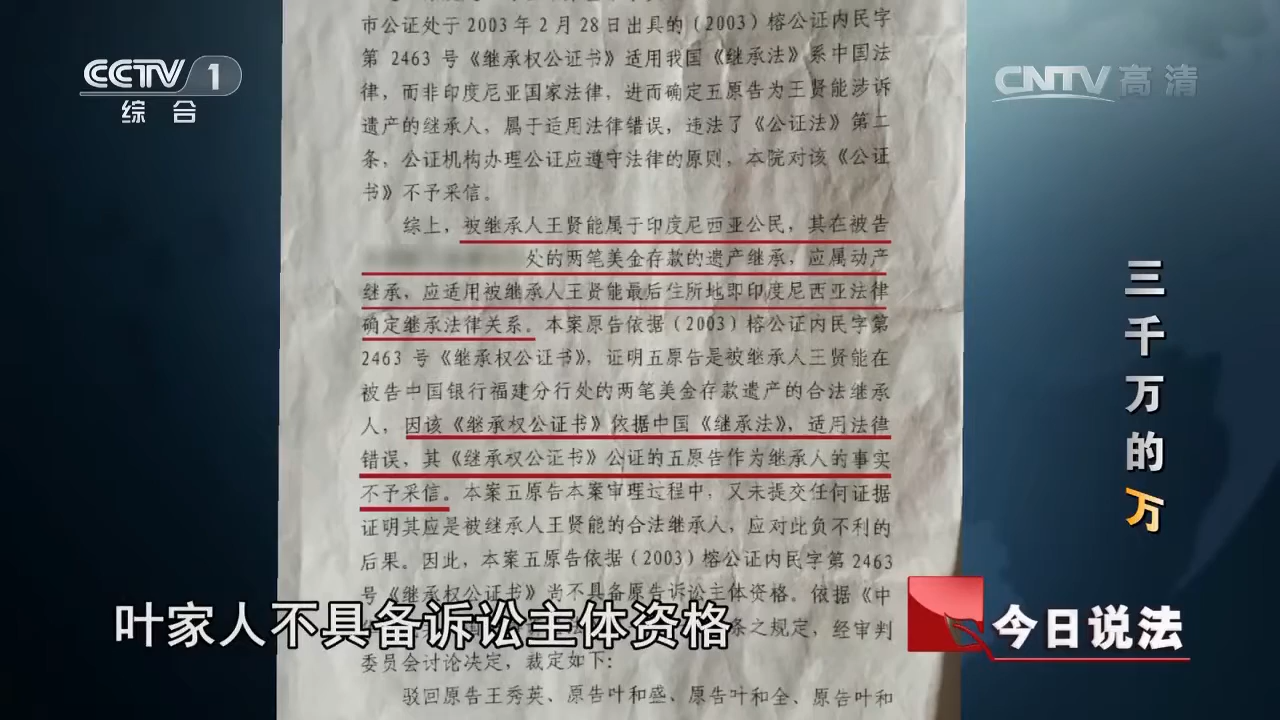 市公证处于2003年2月28日出具的(2003)榕公证内民字
第2463号《继承权公证书》适用我国《继承法》系中国法
律,而非印度尼亚国家法律,进而确定五原告为王贤能涉诉
遗产的继承人,属于适用法律错误,违法了《公证法》第二
条,公证机构办理公证应遵守法律的原则,本院对该《公证
书》不予采信。
综上,被继承人王贤能属于印度尼西亚公民,其在被告
处的两笔美金存款的遗产继承,应属动产
继承,应适用被继承人王贤能最后住所地即印度尼西亚法律
确定继承法律关系。本案原告依据(2003)榕公证内民字第
2463号《继承权公证书》,证明五原告是被继承人王贤能在
被告中国银行福建分行处的两笔美金存款遗产的合法继承
人,因该《继承权公证书》依据中国《继承法》,适用法律
错误,其《继承权公证书》公证的五原告作为继承人的事实
不予采信。本案五原告本案审理过程中,又未提交任何证据
证明其应是被继承人王贤能的合法继承人,应对此负不利的
后果。因此,本案五原告依据(2003)榕公证内民字第2463
号《继承权公证书》尚不具备原告诉讼主体资格。依据《中
条之规定,经审判
委员会讨论决定,裁定如下:
驳回原告王秀英、原告叶和盛、原告叶和全、原告叶和
CCTV 1
综合
CNTV高清
三千万的万
叶家人不具备诉讼主体资格
今日说法